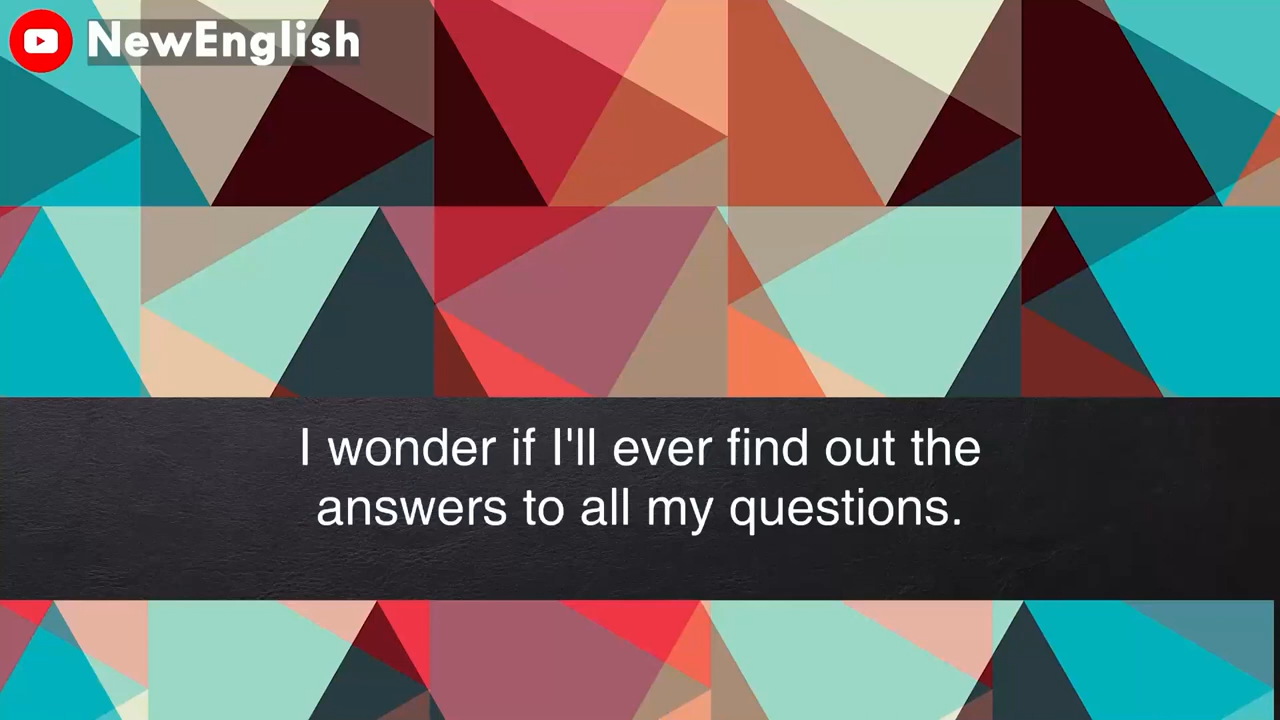 NewEnglish
I wonder if I'll ever find out the
answers to all my questions.